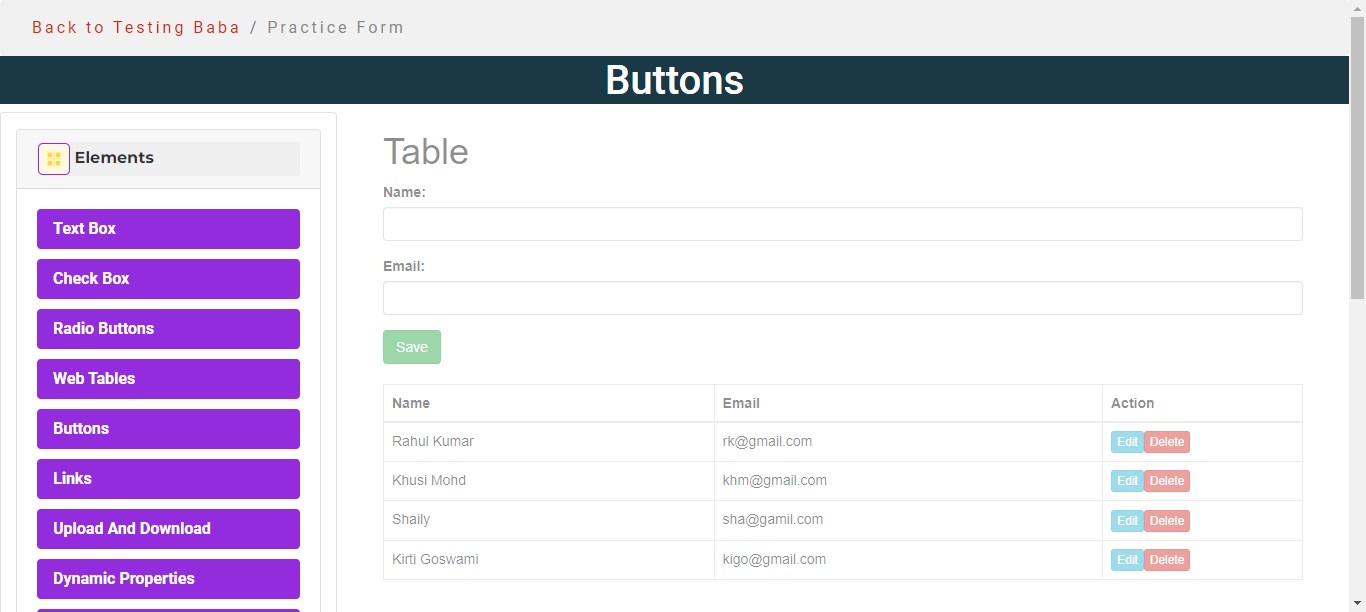 Back to Testing Baba / Practice Form
Buttons
Elements
Text Box
Check Box
Radio Buttons
Web Tables
Buttons
Links
Upload And Download
Dynamic Properties
Table
Name:
Email:
Save
Name Email Action
Rahul Kumar rk@gmail.com Edit Delete
Khusi Mohd khm@gmail.com Edit Delete
Shaily sha@gamil.com Edit Delete
Kirti Goswami kigo@gmail.com Edit Delete